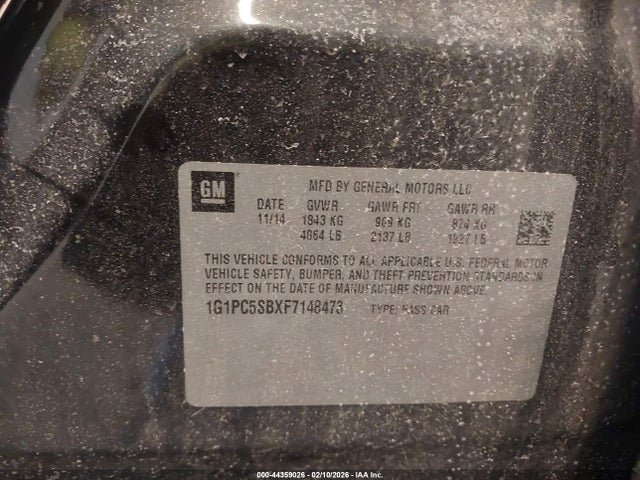 GM
MFD BY GENERAL MOTORS LLC
DATE GVWR GAWR FRT GAWR RR
11/14 1843 KG 969 KG 874 KG
4064 LB 2137 LB 1927 LB
THIS VEHICLE CONFORMS TO ALL APPLICABLE U.S. FEDERAL MOTOR
VEHICLE SAFETY, BUMPER, AND THEFT PREVENTION STANDARDS IN
EFFECT ON THE DATE OF MANUFACTURE SHOWN ABOVE.
1G1PC5SBXF7148473 TYPE: PASS CAR
000-44359026 - 02/10/2026 - IAA Inc.